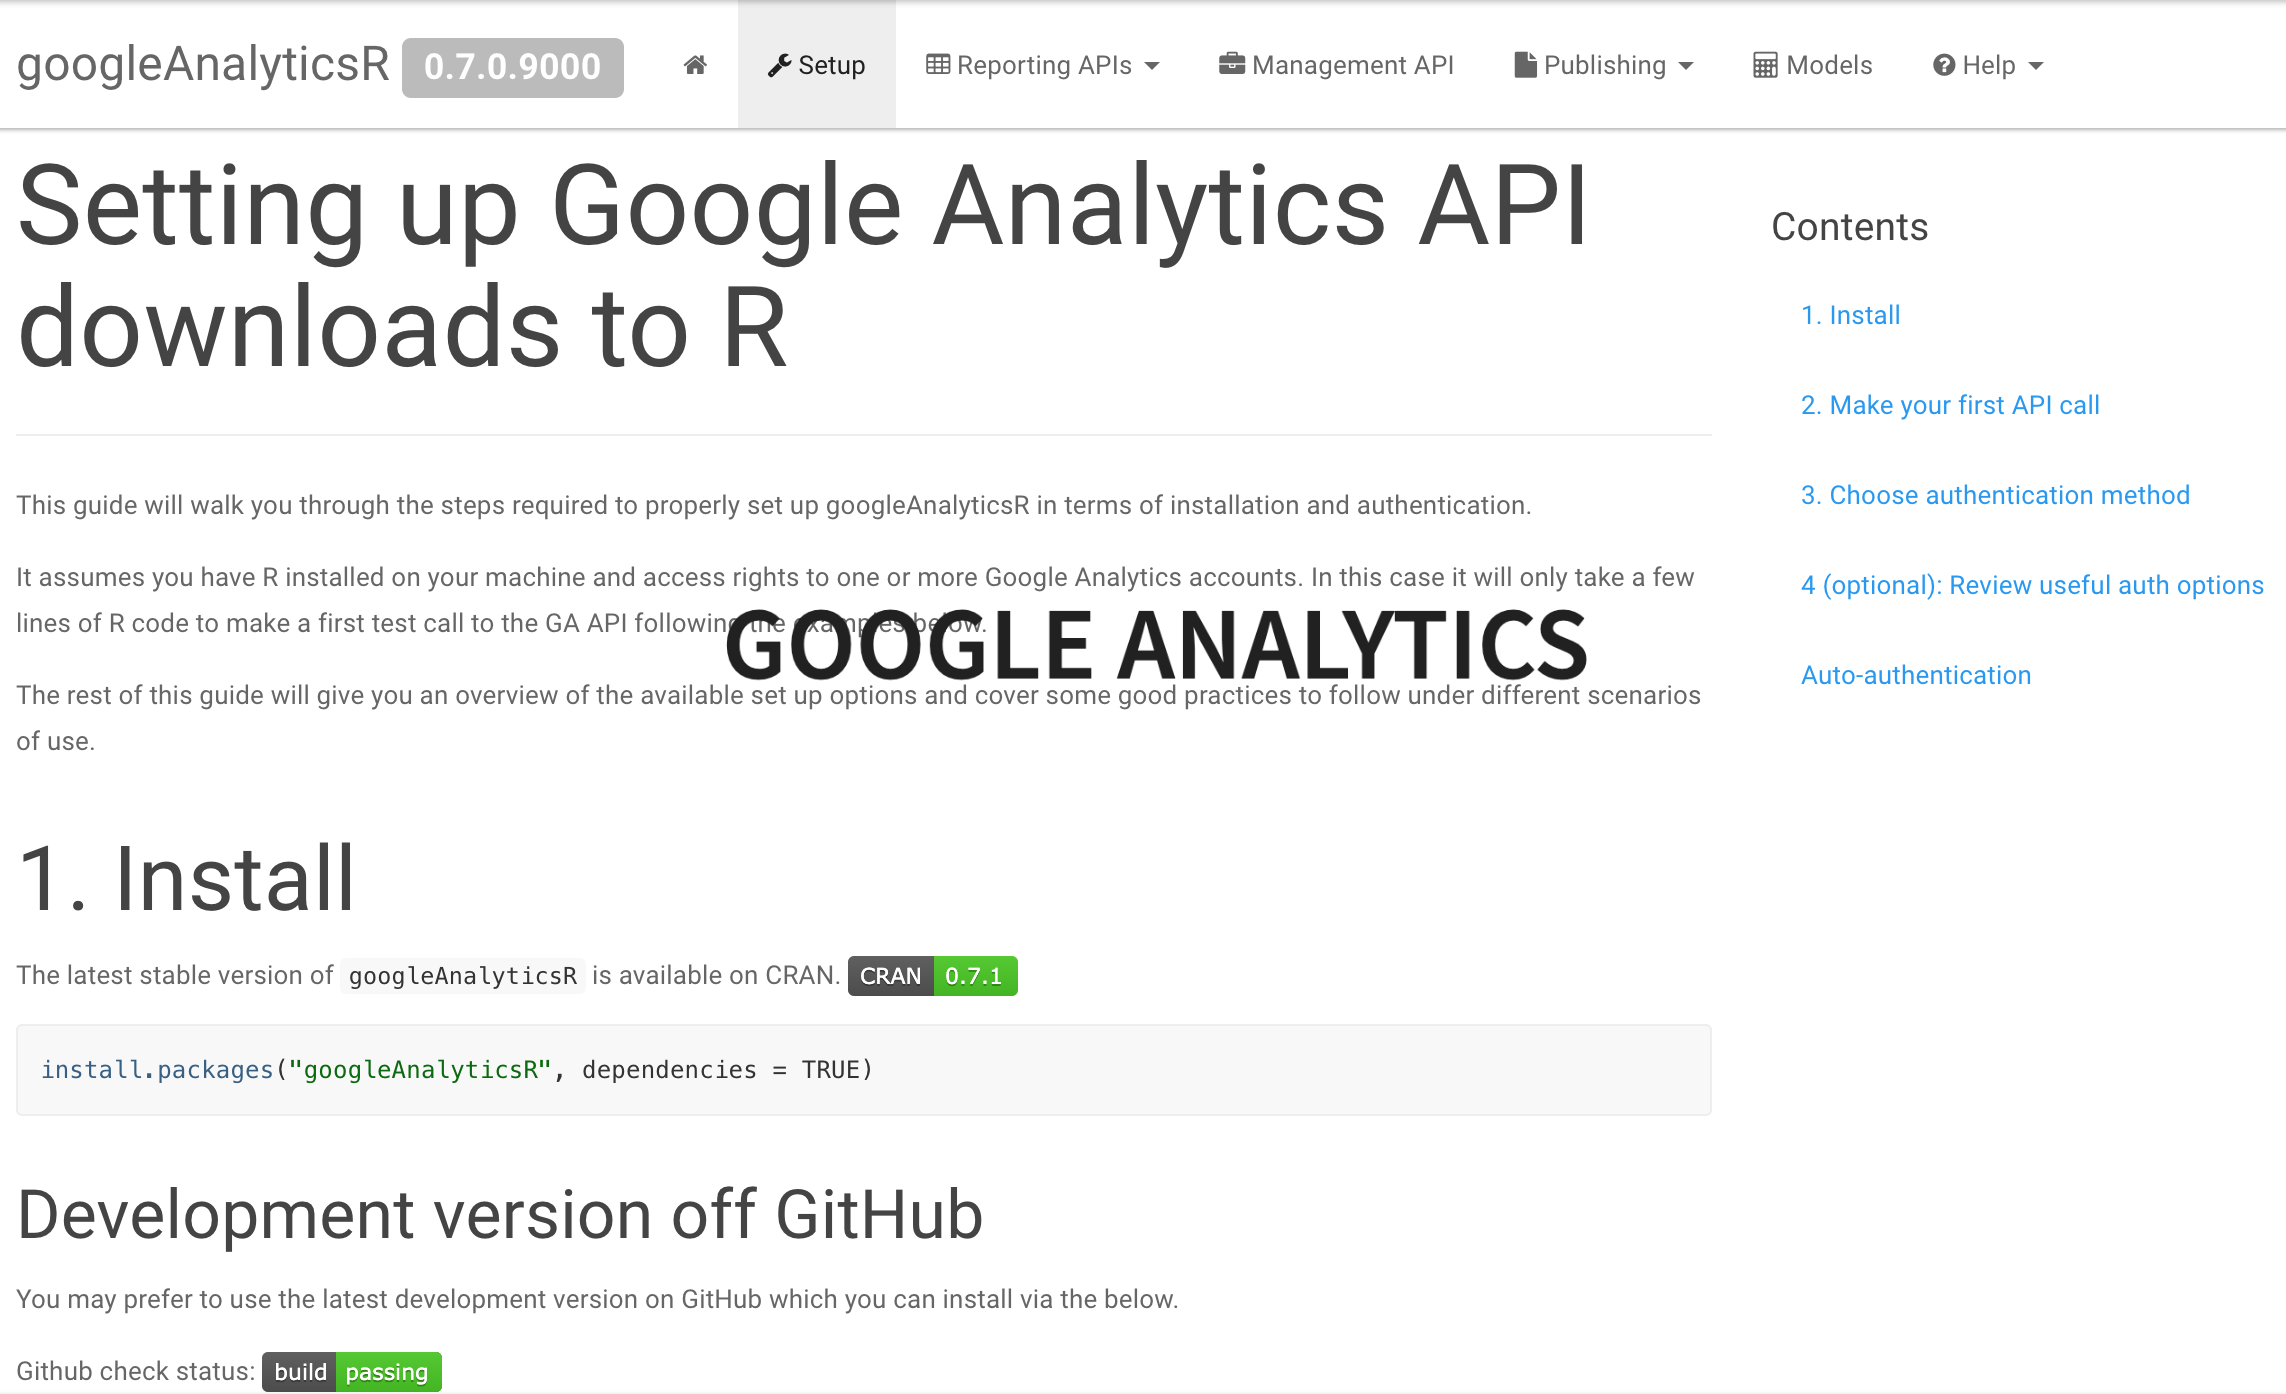 googleAnalyticsR 0.7.0.9000 Setup Reporting APIs Management API Publishing Models Help
Setting up Google Analytics API
downloads to R
This guide will walk you through the steps required to properly set up googleAnalyticsR in terms of installation and authentication.
It assumes you have R installed on your machine and access rights to one or more Google Analytics accounts. In this case it will only take a few
lines of R code to make a first test call to the GA API following the examples below.
GOOGLE ANALYTICS
The rest of this guide will give you an overview of the available set up options and cover some good practices to follow under different scenarios
of use.
1. Install
The latest stable version of googleAnalyticsR is available on CRAN. CRAN 0.7.1
install.packages("googleAnalyticsR", dependencies = TRUE)
Development version off GitHub
You may prefer to use the latest development version on GitHub which you can install via the below.
Github check status: build passing
Contents
1. Install
2. Make your first API call
3. Choose authentication method
4 (optional): Review useful auth options
Auto-authentication